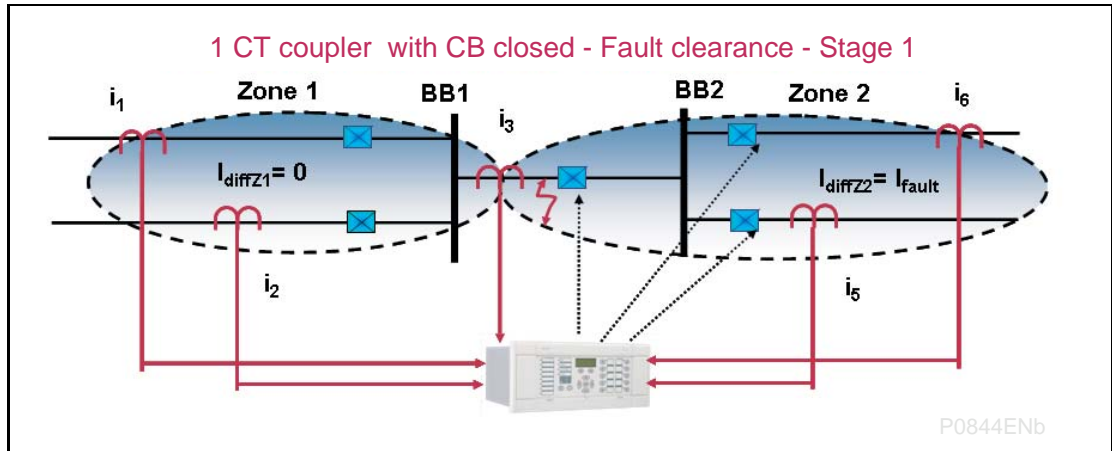 1 CT coupler with CB closed - Fault clearance - Stage 1
i1 Zone 1 BB1 i3 BB2 Zone 2 i6
IdiffZ1= 0 IdiffZ2= Ifault
i2 i5
P0844ENb